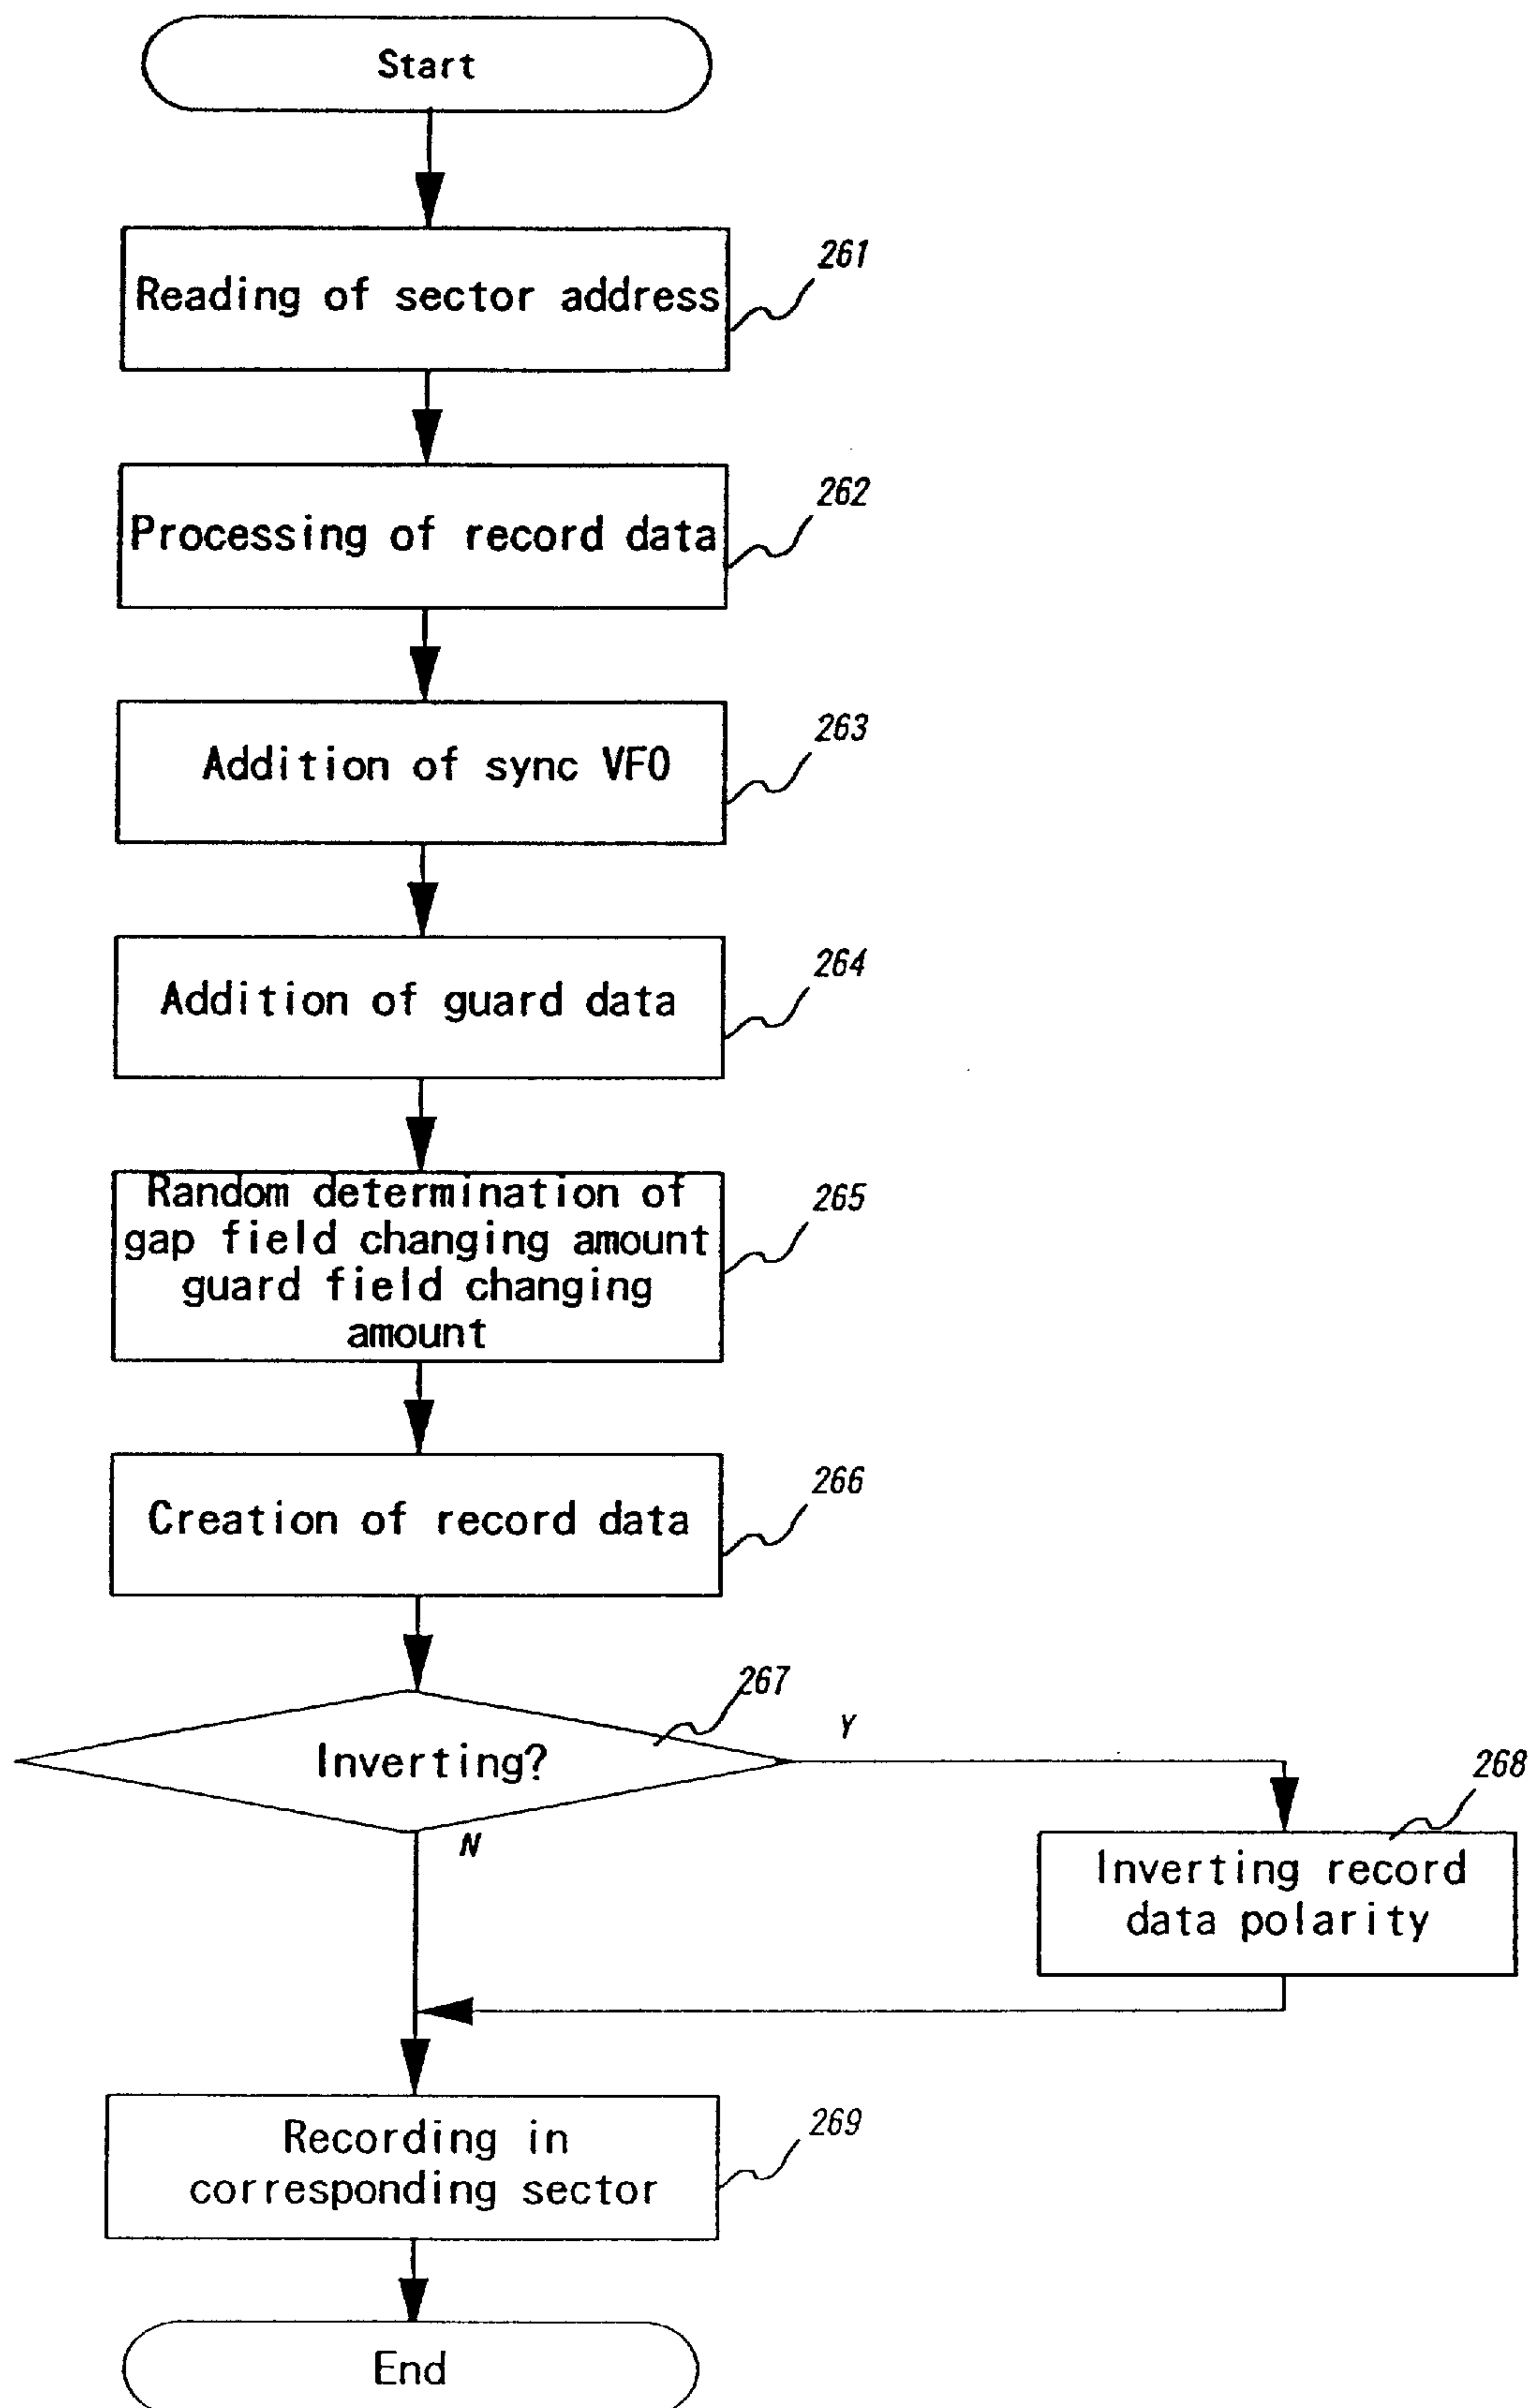 Start
261
Reading of sector address
262
Processing of record data
263
Addition of sync VFO
264
Addition of guard data
265
Random determination of
gap field changing amount
guard field changing
amount
266
Creation of record data
267
Inverting?
Y
N
268
Inverting record
data polarity
269
Recording in
corresponding sector
End